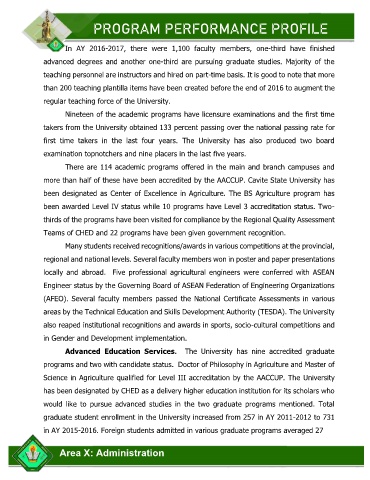 PROGRAM PERFORMANCE PROFILE
In AY 2016-2017, there were 1,100 faculty members, one-third have finished
advanced degrees and another one-third are pursuing graduate studies. Majority of the
teaching personnel are instructors and hired on part-time basis. It is good to note that more
than 200 teaching plantilla items have been created before the end of 2016 to augment the
regular teaching force of the University.
Nineteen of the academic programs have licensure examinations and the first time
takers from the University obtained 133 percent passing over the national passing rate for
first time takers in the last four years. The University has also produced two board
examination topnotchers and nine placers in the last five years.
There are 114 academic programs offered in the main and branch campuses and
more than half of these have been accredited by the AACCUP. Cavite State University has
been designated as Center of Excellence in Agriculture. The BS Agriculture program has
been awarded Level IV status while 10 programs have Level 3 accreditation status. Two-
thirds of the programs have been visited for compliance by the Regional Quality Assessment
Teams of CHED and 22 programs have been given government recognition.
Many students received recognitions/awards in various competitions at the provincial,
regional and national levels. Several faculty members won in poster and paper presentations
locally and abroad. Five professional agricultural engineers were conferred with ASEAN
Engineer status by the Governing Board of ASEAN Federation of Engineering Organizations
(AFEO). Several faculty members passed the National Certificate Assessments in various
areas by the Technical Education and Skills Development Authority (TESDA). The University
also reaped institutional recognitions and awards in sports, socio-cultural competitions and
in Gender and Development implementation.
Advanced Education Services. The University has nine accredited graduate
programs and two with candidate status. Doctor of Philosophy in Agriculture and Master of
Science in Agriculture qualified for Level III accreditation by the AACCUP. The University
has been designated by CHED as a delivery higher education institution for its scholars who
would like to pursue advanced studies in the two graduate programs mentioned. Total
graduate student enrollment in the University increased from 257 in AY 2011-2012 to 731
in AY 2015-2016. Foreign students admitted in various graduate programs averaged 27
Area X: Administration